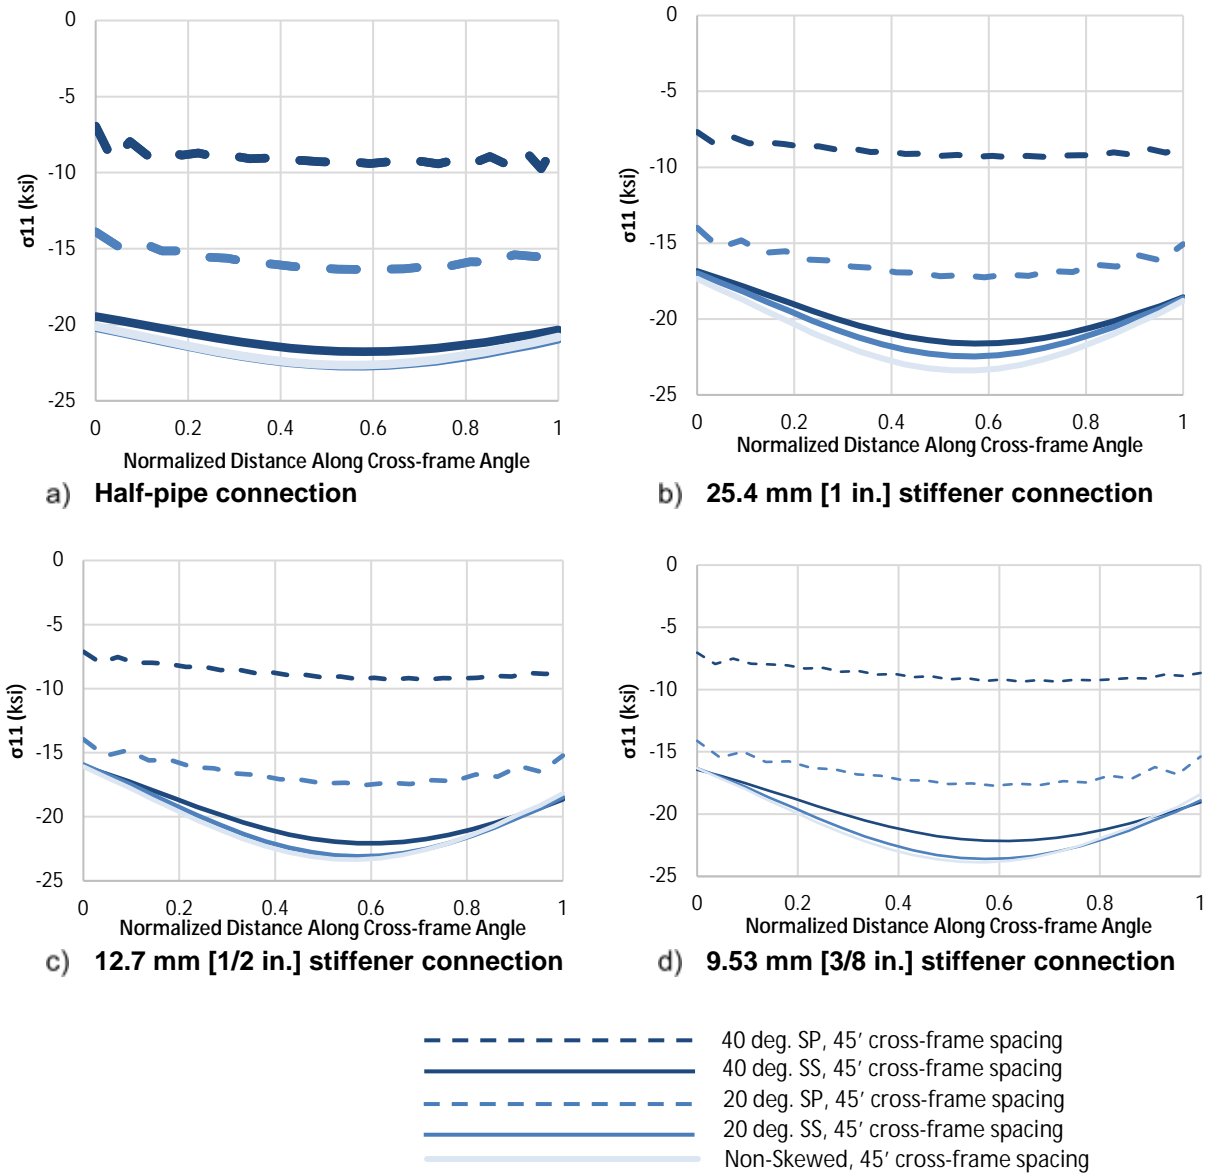 0
-5
-10
-15
-20
-25
σ11 (ksi)
0 0.2 0.4 0.6 0.8 1
Normalized Distance Along Cross-frame Angle
a) Half-pipe connection
0
-5
-10
-15
-20
-25
σ11 (ksi)
0 0.2 0.4 0.6 0.8 1
Normalized Distance Along Cross-frame Angle
b) 25.4 mm [1 in.] stiffener connection
0
-5
-10
-15
-20
-25
σ11 (ksi)
0 0.2 0.4 0.6 0.8 1
Normalized Distance Along Cross-frame Angle
c) 12.7 mm [1/2 in.] stiffener connection
0
-5
-10
-15
-20
-25
σ11 (ksi)
0 0.2 0.4 0.6 0.8 1
Normalized Distance Along Cross-frame Angle
d) 9.53 mm [3/8 in.] stiffener connection
40 deg. SP, 45’ cross-frame spacing
40 deg. SS, 45’ cross-frame spacing
20 deg. SP, 45’ cross-frame spacing
20 deg. SS, 45’ cross-frame spacing
Non-Skewed, 45’ cross-frame spacing